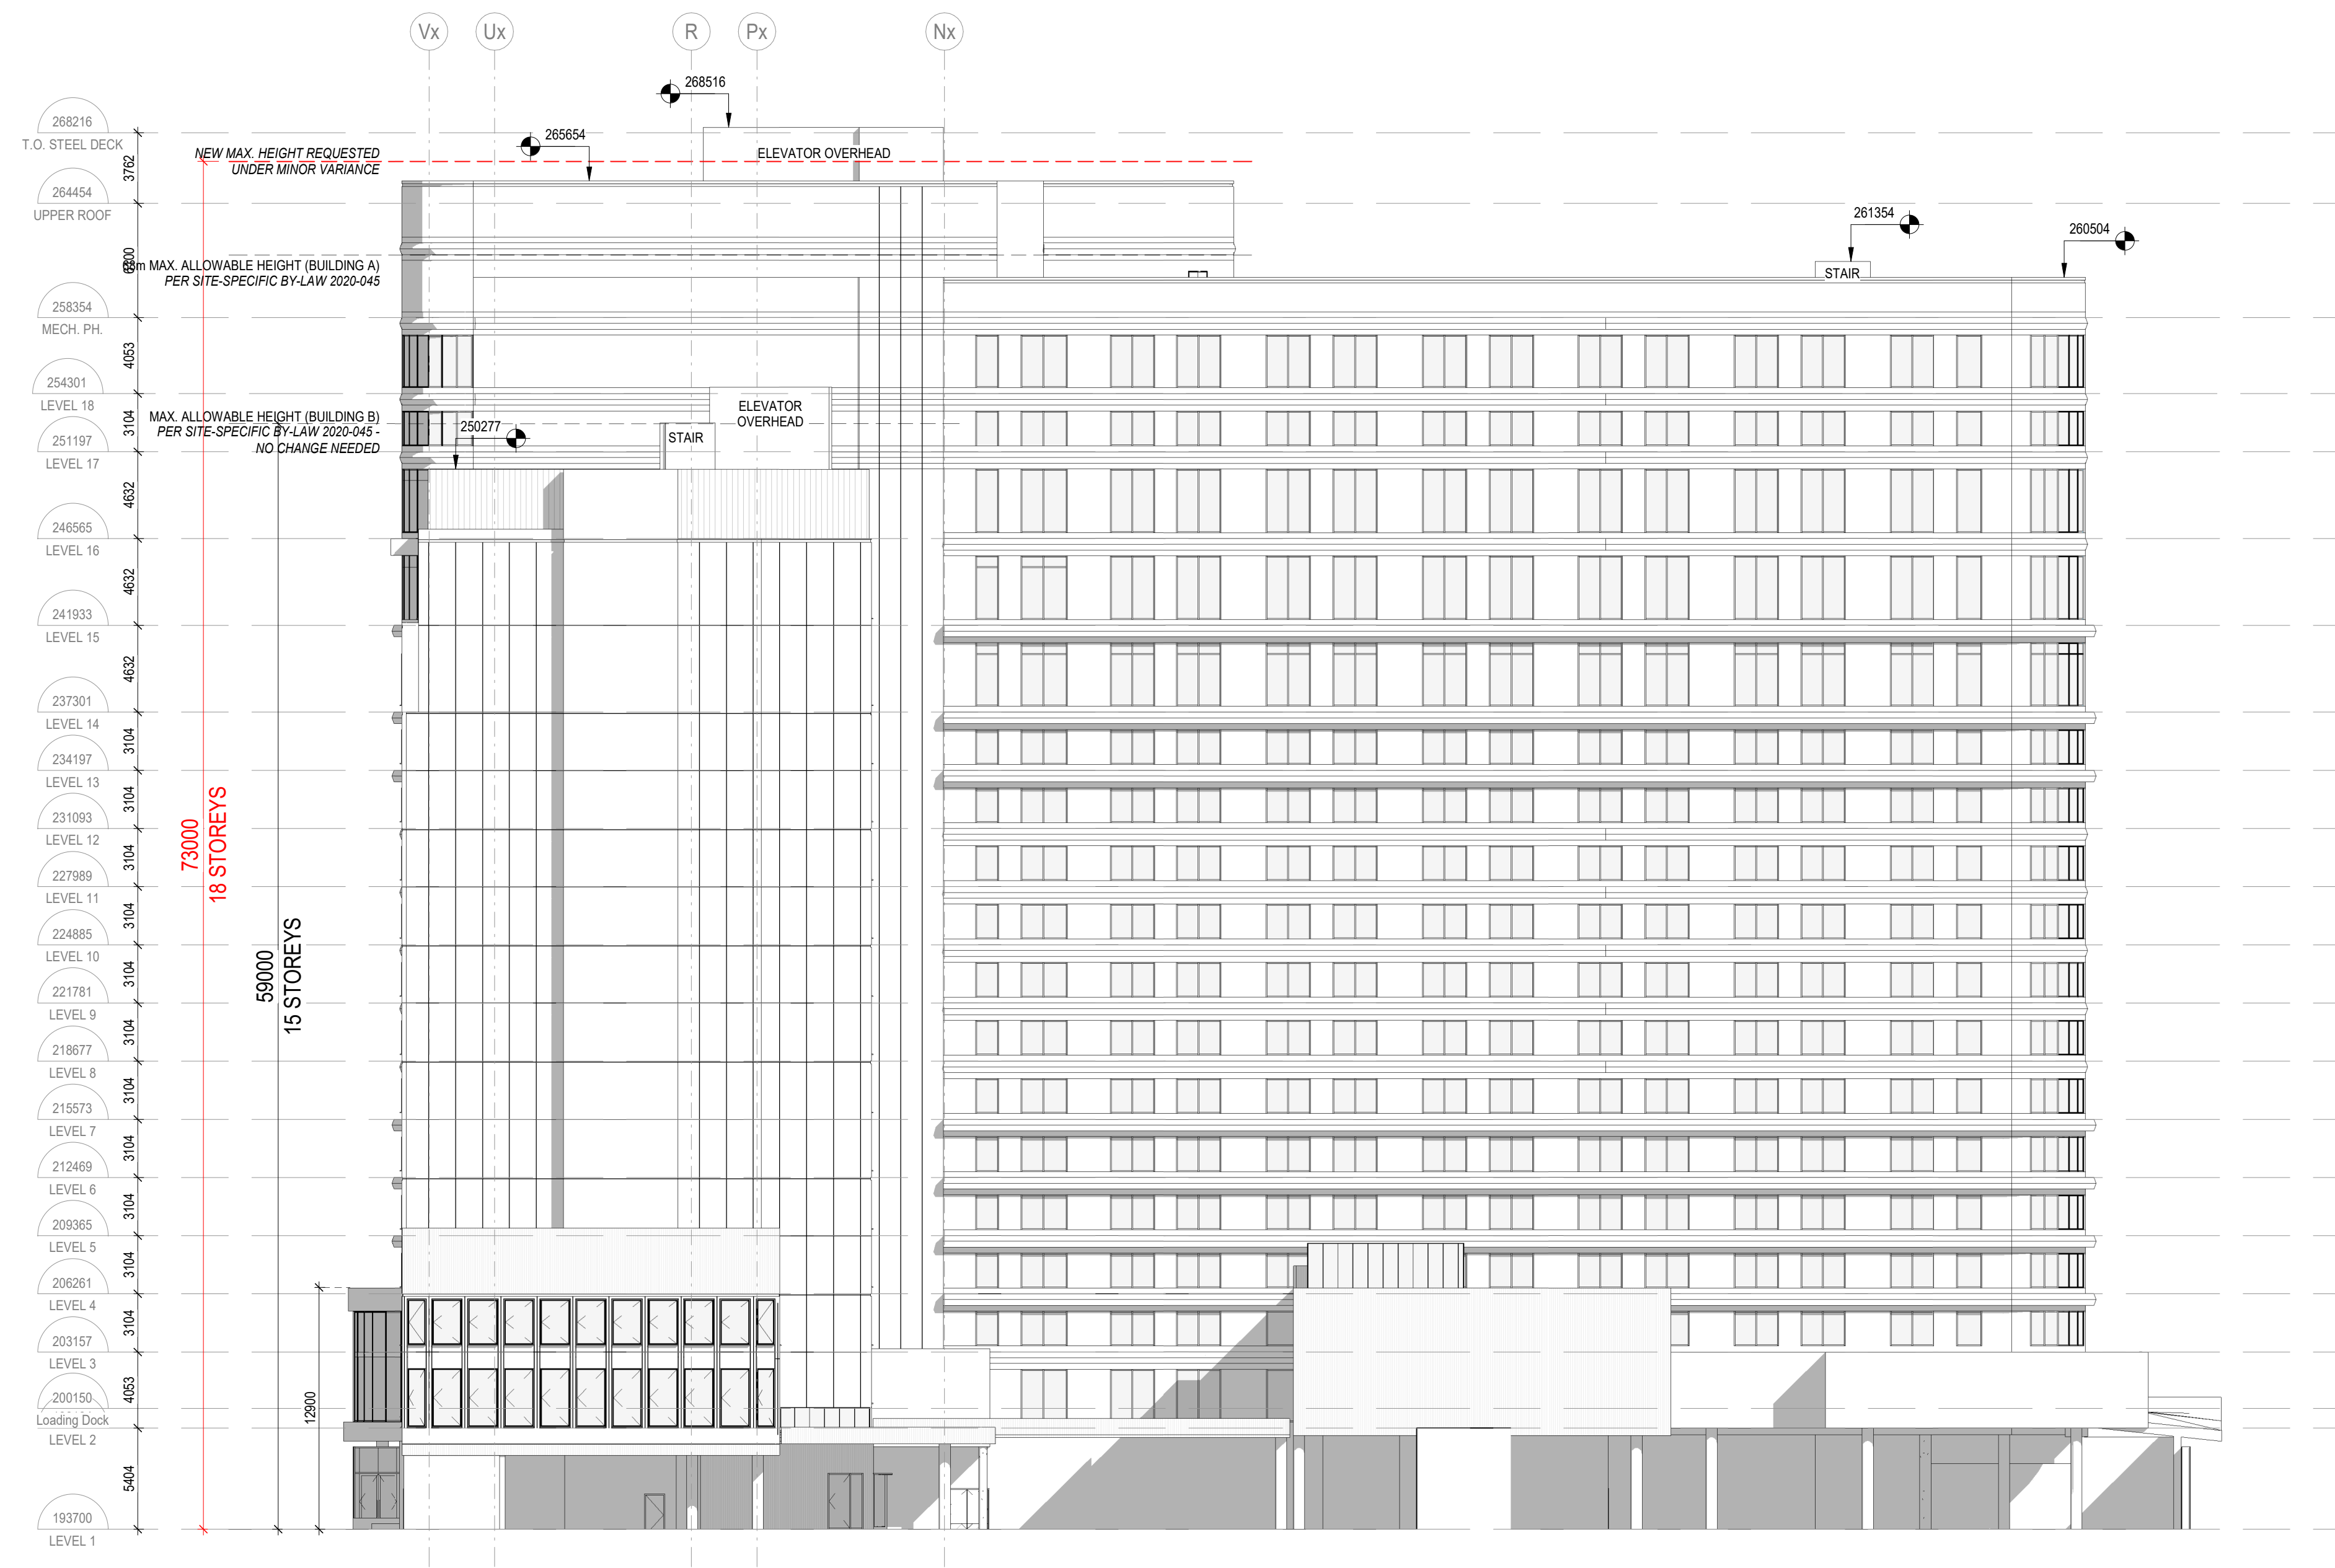 Vx
Ux
R
Px
Nx
268516
268216
T.O. STEEL DECK
265654
NEW MAX. HEIGHT REQUESTED
UNDER MINOR VARIANCE
ELEVATOR OVERHEAD
3762
264454
UPPER ROOF
261354
260504
m MAX. ALLOWABLE HEIGHT (BUILDING A)
PER SITE-SPECIFIC BY-LAW 2020-045
STAIR
258354
MECH. PH.
4053
254301
LEVEL 18
MAX. ALLOWABLE HEIGHT (BUILDING B)
PER SITE-SPECIFIC BY-LAW 2020-045 -
NO CHANGE NEEDED
ELEVATOR
OVERHEAD
STAIR
250277
3104
251197
LEVEL 17
4632
246565
LEVEL 16
4632
241933
LEVEL 15
4632
237301
LEVEL 14
3104
234197
LEVEL 13
3104
231093
LEVEL 12
73000
18 STOREYS
3104
227989
LEVEL 11
3104
224885
LEVEL 10
59000
15 STOREYS
3104
221781
LEVEL 9
3104
218677
LEVEL 8
3104
215573
LEVEL 7
3104
212469
LEVEL 6
3104
209365
LEVEL 5
3104
206261
LEVEL 4
3104
203157
LEVEL 3
4053
12900
200150
Loading Dock
LEVEL 2
5404
193700
LEVEL 1